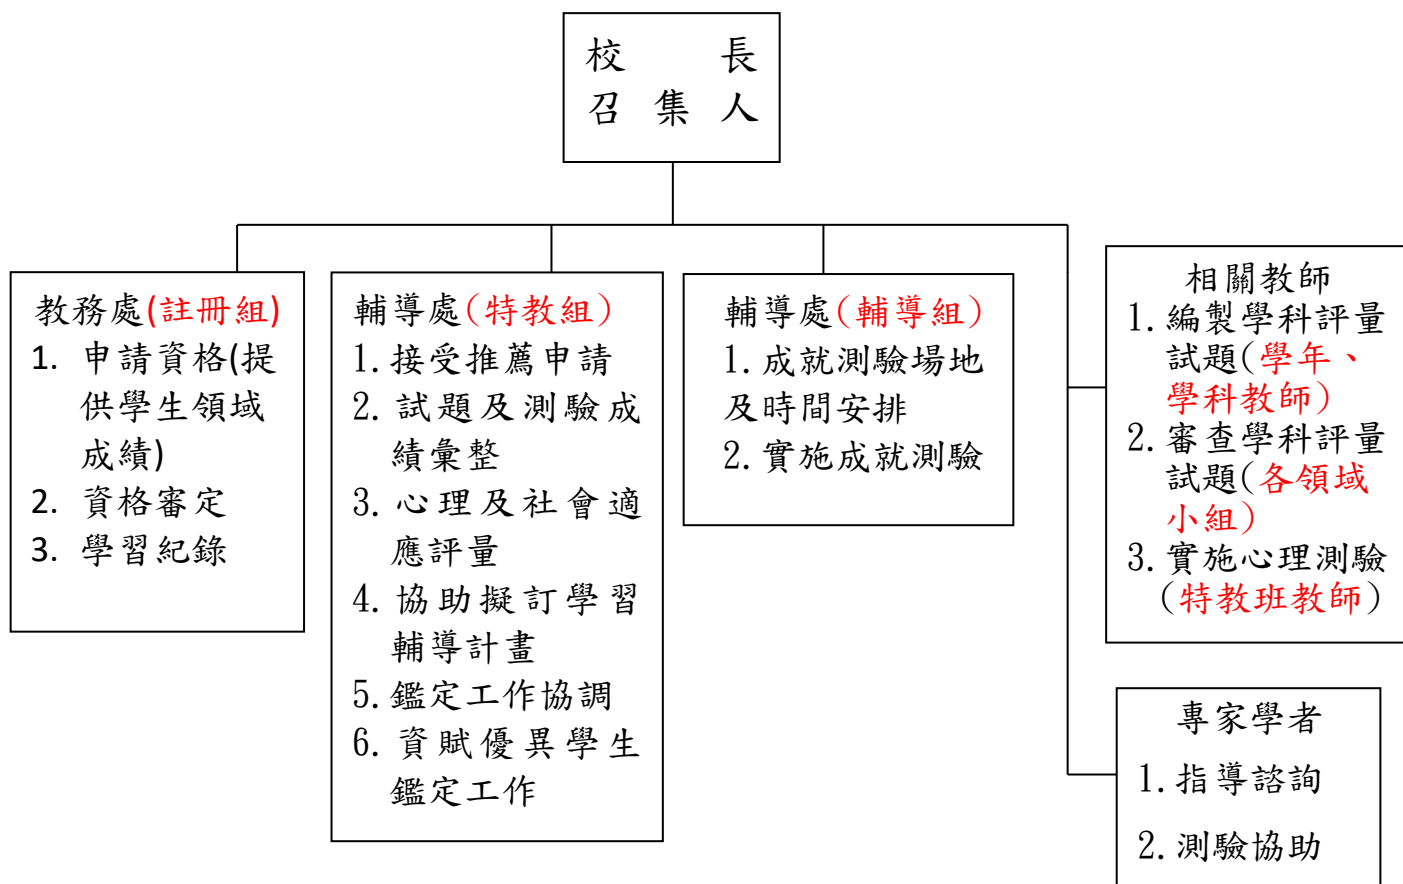 校長
召集人
教務處(註冊組)
1. 申請資格(提
供學生領域
成績)
2. 資格審定
3. 學習紀錄
輔導處(特教組)
1.接受推薦申請
2.試題及測驗成
績彙整
3.心理及社會適
應評量
4.協助擬訂學習
輔導計畫
5.鑑定工作協調
6.資賦優異學生
鑑定工作
輔導處(輔導組)
1.成就測驗場地
及時間安排
2.實施成就測驗
相關教師
1.編製學科評量
試題(學年、
學科教師)
2.審查學科評量
試題(各領域
小組)
3.實施心理測驗
(特教班教師)
專家學者
1.指導諮詢
2.測驗協助